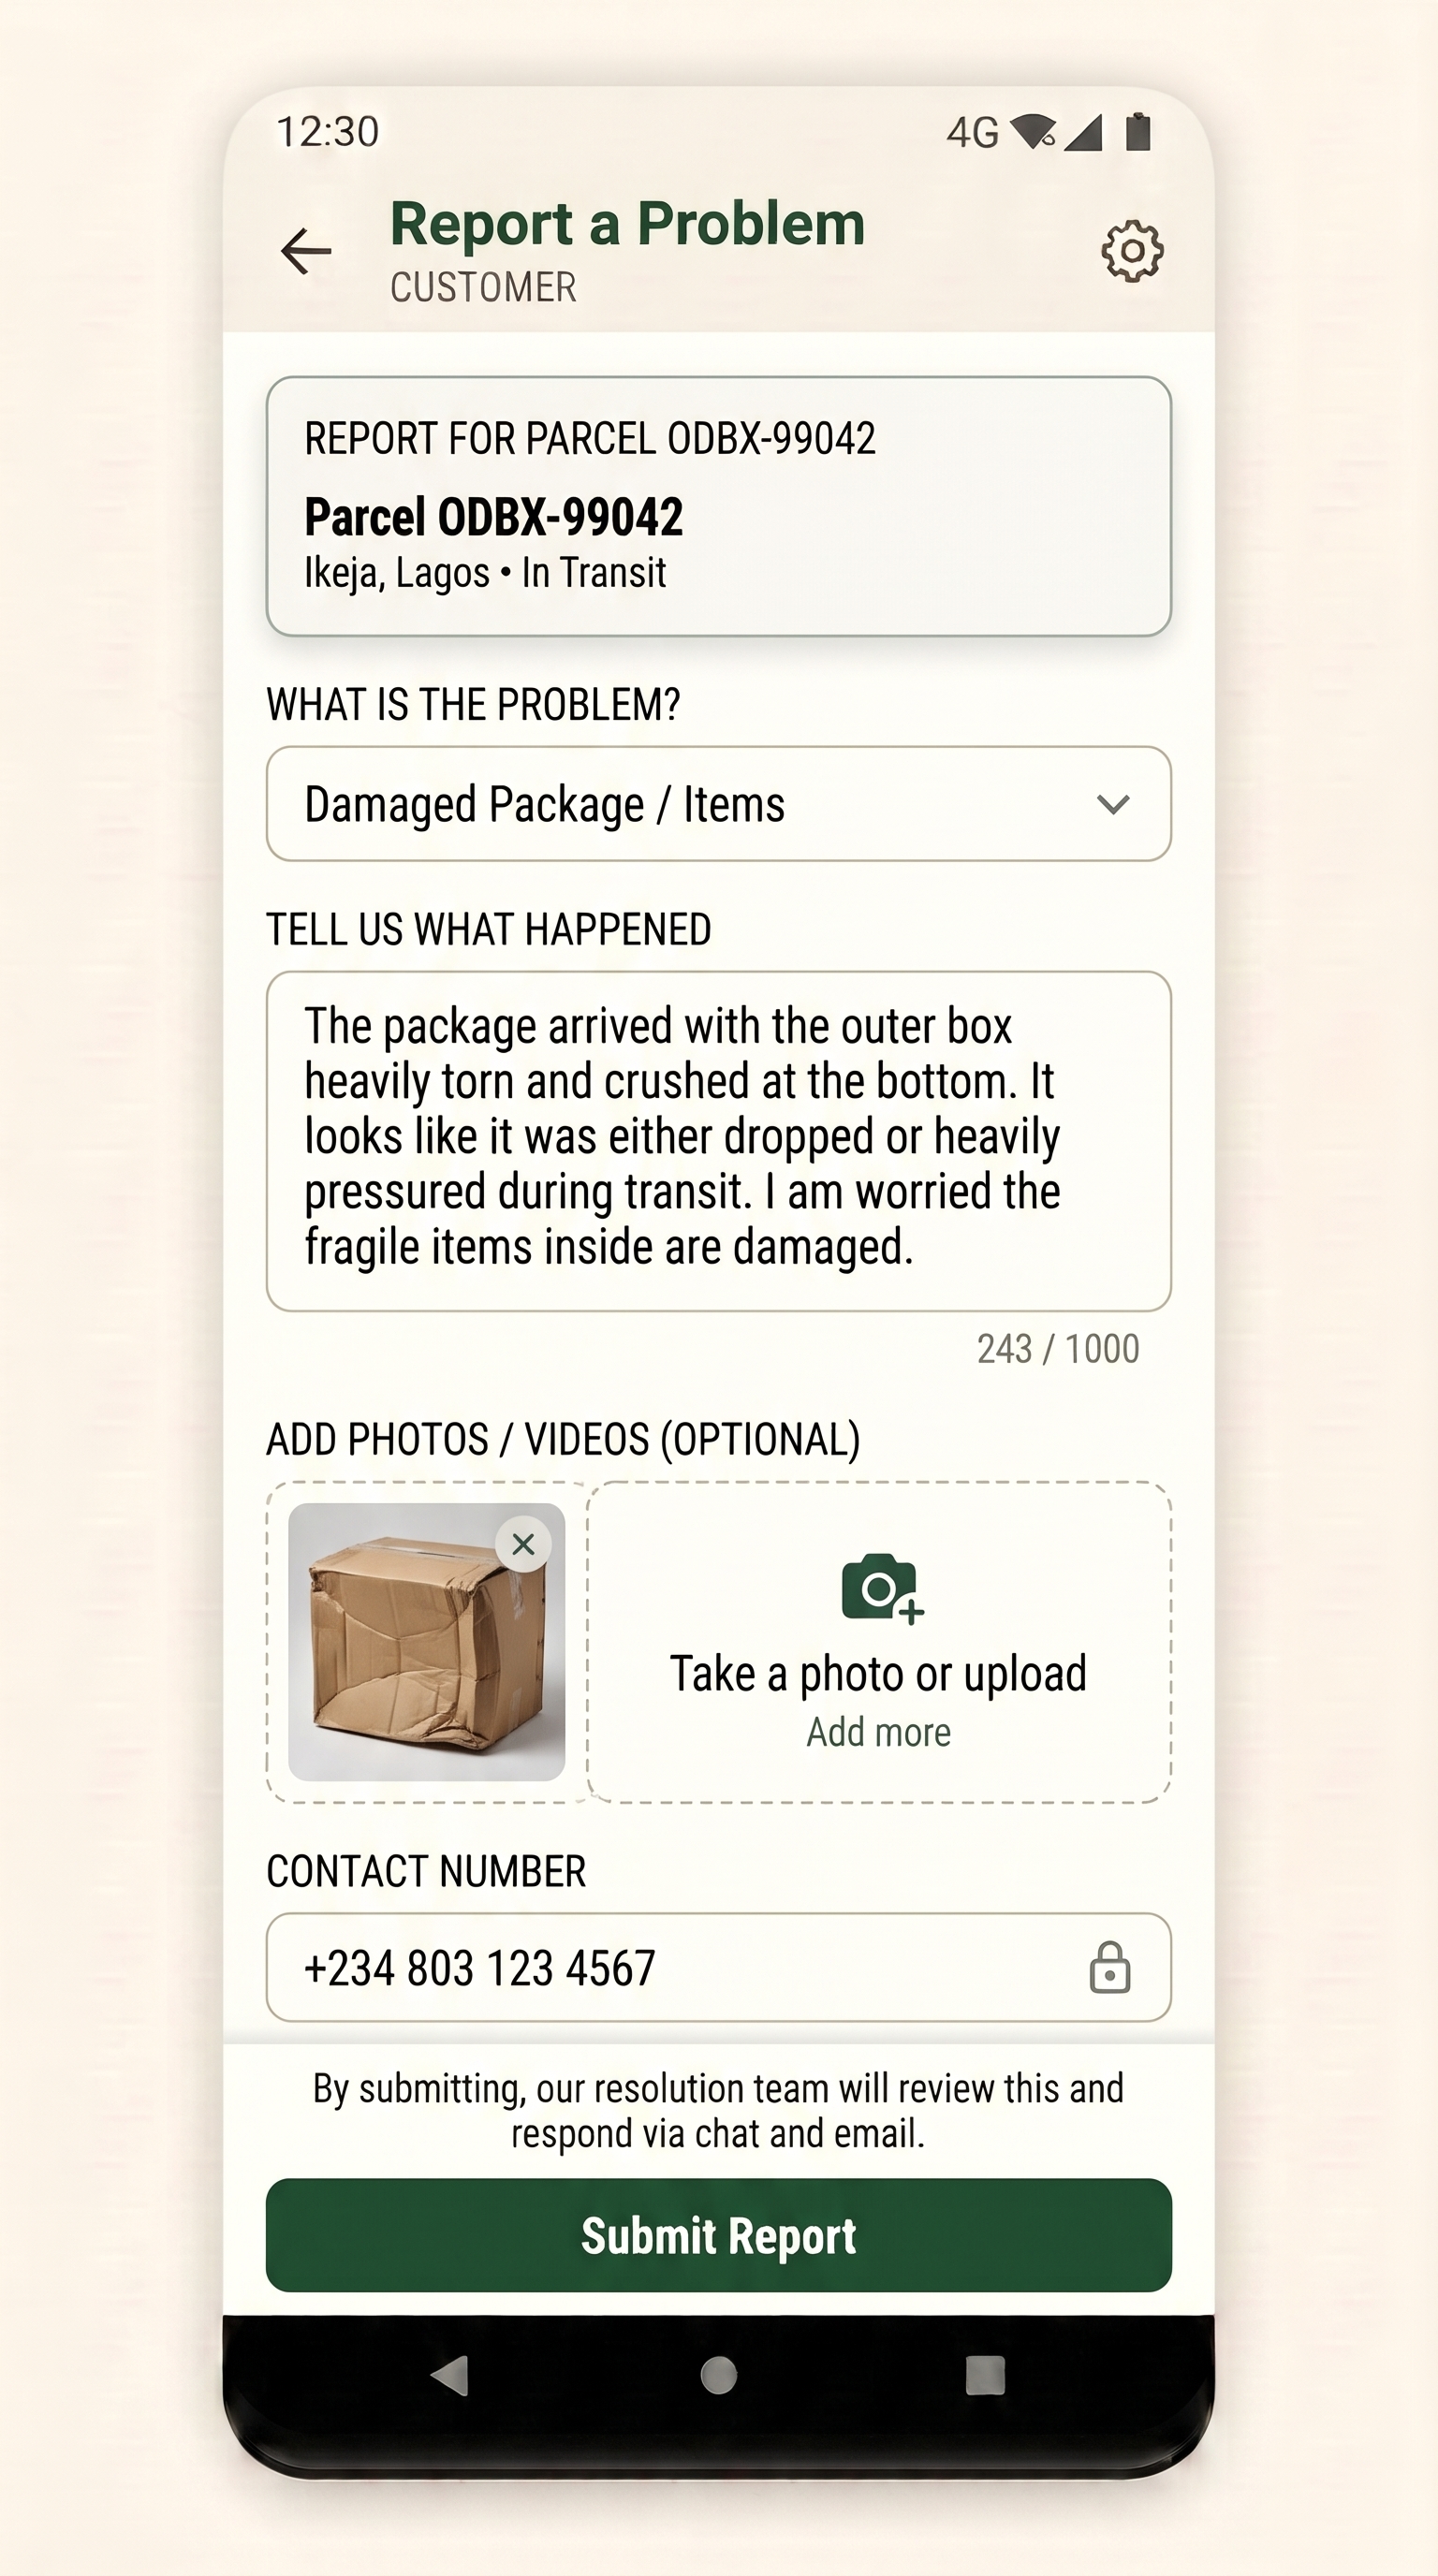 12:30
4G
Report a Problem
CUSTOMER
REPORT FOR PARCEL ODBX-99042
Parcel ODBX-99042
Ikeja, Lagos • In Transit
WHAT IS THE PROBLEM?
Damaged Package / Items
TELL US WHAT HAPPENED
The package arrived with the outer box
heavily torn and crushed at the bottom. It
looks like it was either dropped or heavily
pressured during transit. I am worried the
fragile items inside are damaged.
243 / 1000
ADD PHOTOS / VIDEOS (OPTIONAL)
Take a photo or upload
Add more
CONTACT NUMBER
+234 803 123 4567
By submitting, our resolution team will review this and
respond via chat and email.
Submit Report